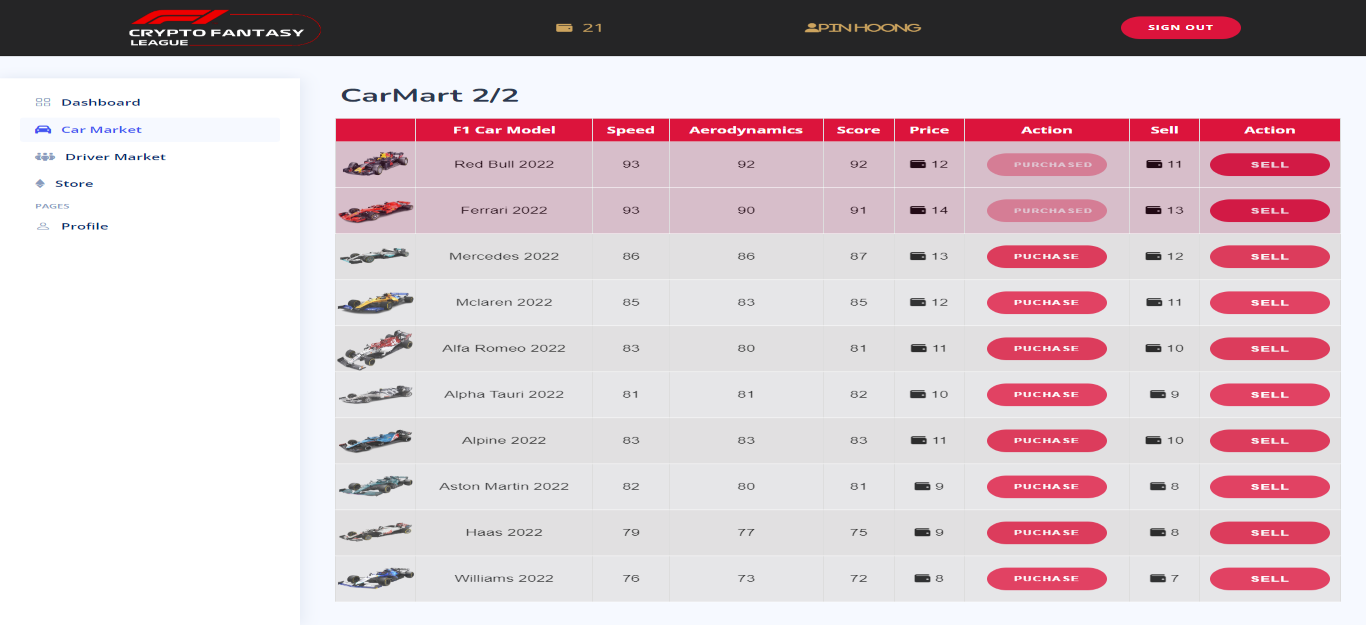 CRYPTO FANTASY
LEAGUE
21
PIN HOONG
SIGN OUT
Dashboard
Car Market
Driver Market
Store
PAGES
Profile
CarMart 2/2
F1 Car Model Speed Aerodynamics Score Price Action Sell Action
Red Bull 2022 93 92 92 12 PURCHASED 11 SELL
Ferrari 2022 93 90 91 14 PURCHASED 13 SELL
Mercedes 2022 86 86 87 13 PUCHASE 12 SELL
Mclaren 2022 85 83 85 12 PUCHASE 11 SELL
Alfa Romeo 2022 83 80 81 11 PUCHASE 10 SELL
Alpha Tauri 2022 81 81 82 10 PUCHASE 9 SELL
Alpine 2022 83 83 83 11 PUCHASE 10 SELL
Aston Martin 2022 82 80 81 9 PUCHASE 8 SELL
Haas 2022 79 77 75 9 PUCHASE 8 SELL
Williams 2022 76 73 72 8 PUCHASE 7 SELL